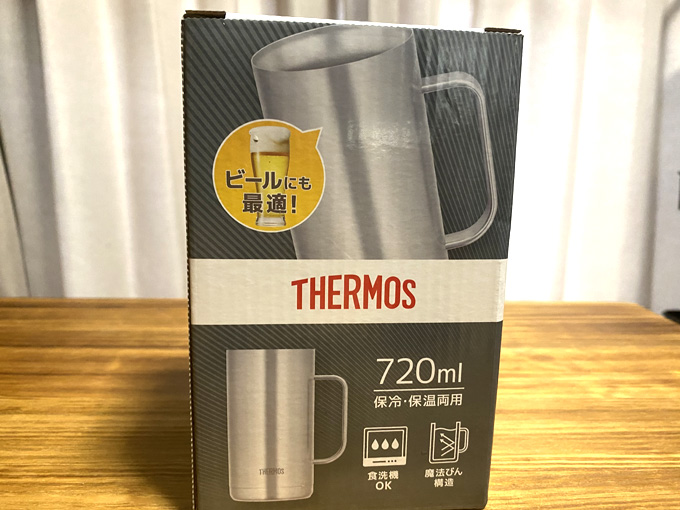 ビールにも
最適!
THERMOS
720ml
保冷・保温両用
THERMOS
食洗機
OK
魔法びん
構造